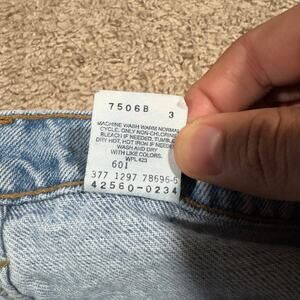 7506B 3
MACHINE WASH WARM NORMAL
CYCLE, ONLY NON CHLORINE
BLEACH IF NEEDED, TUMBLE
DRY HOT, HOT IRON IF NEEDED
WASH AND DRY
WITH LIKE COLORS.
WPL 423
601
377 1297 78696-5
42560-0234